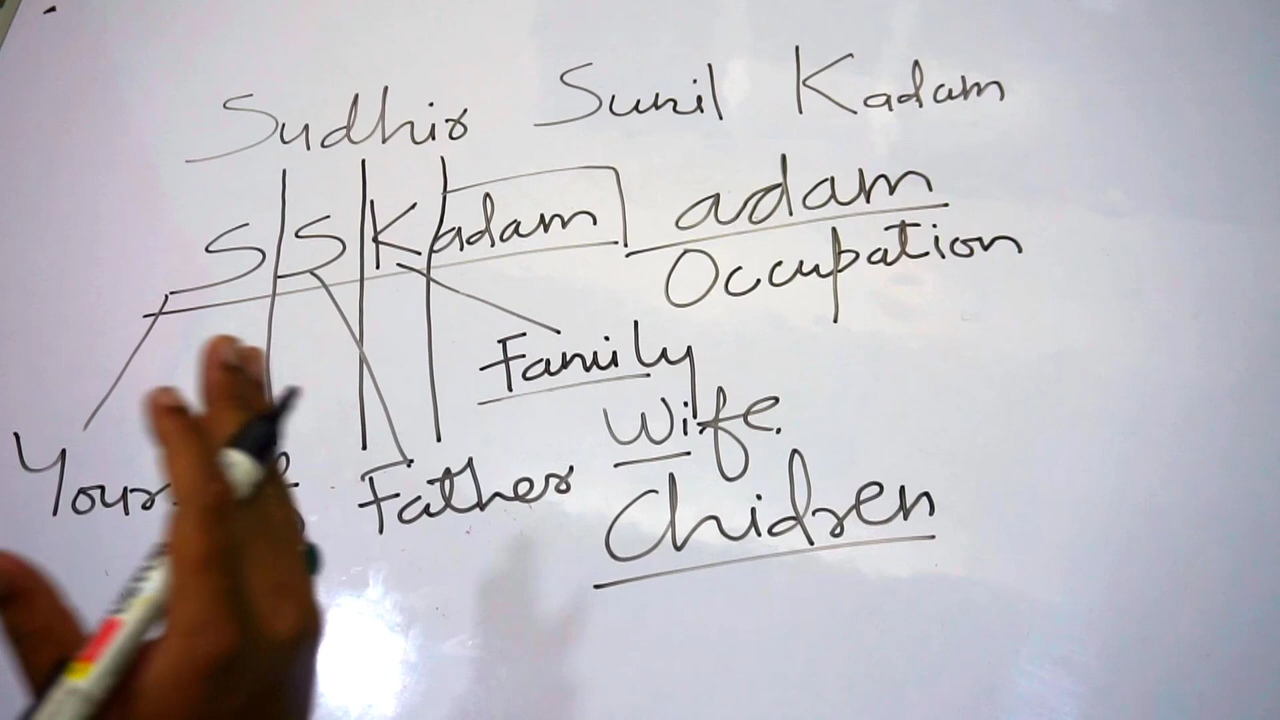 Sudhir Sunil Kadam
S S Kadam adam
Occupation
Family
Wife.
Father
Chidren